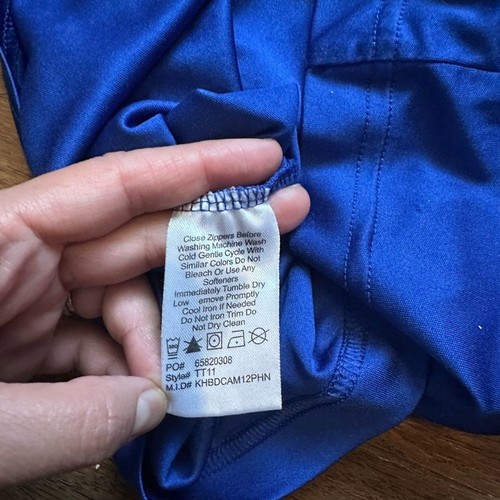 Close Zippers Before
Washing Machine Wash
Cold Gentle Cycle With
Similar Colors Do Not
Bleach Or Use Any
Softeners
Immediately Tumble Dry
Low emove Promptly
Cool Iron If Needed
Do Not Iron Trim Do
Not Dry Clean
PO# 65820308
Style# TT11
M.I.D# KHBDCAM12PHN